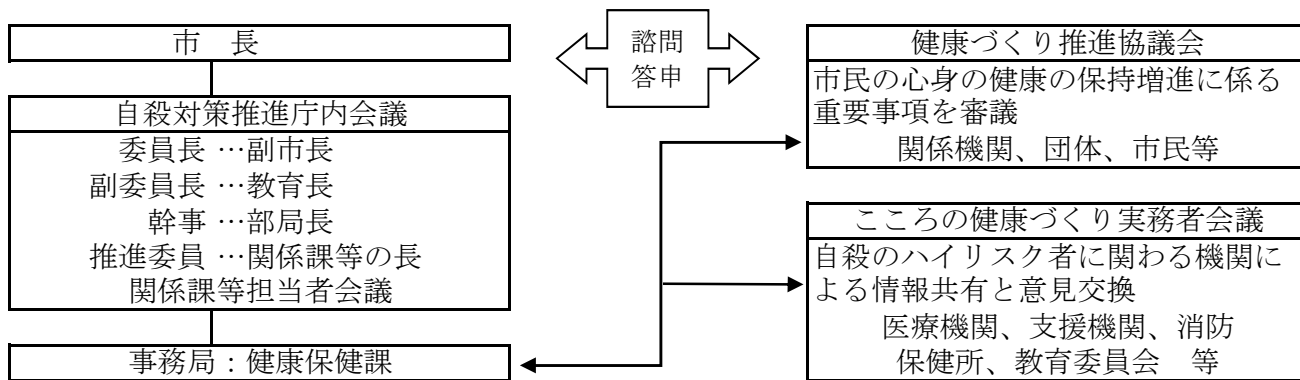 市　長
自殺対策推進庁内会議
委員長 …副市長
副委員長 …教育長
幹事 …部局長
推進委員 …関係課等の長
関係課等担当者会議
事務局：健康保健課
諮問
答申
健康づくり推進協議会
市民の心身の健康の保持増進に係る
重要事項を審議
関係機関、団体、市民等
こころの健康づくり実務者会議
自殺のハイリスク者に関わる機関に
よる情報共有と意見交換
医療機関、支援機関、消防
保健所、教育委員会　等